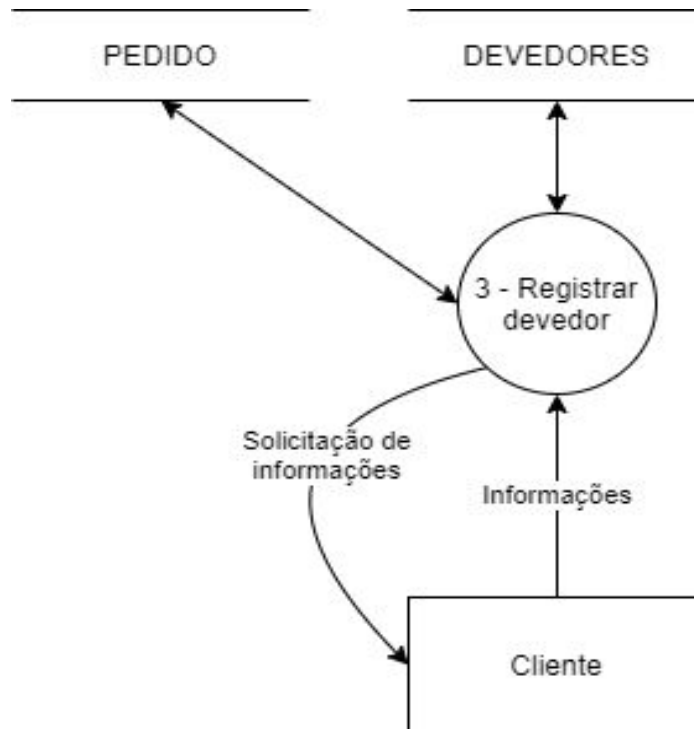 PEDIDO
DEVEDORES
3 - Registrar
devedor
Solicitação de
informações
Informações
Cliente